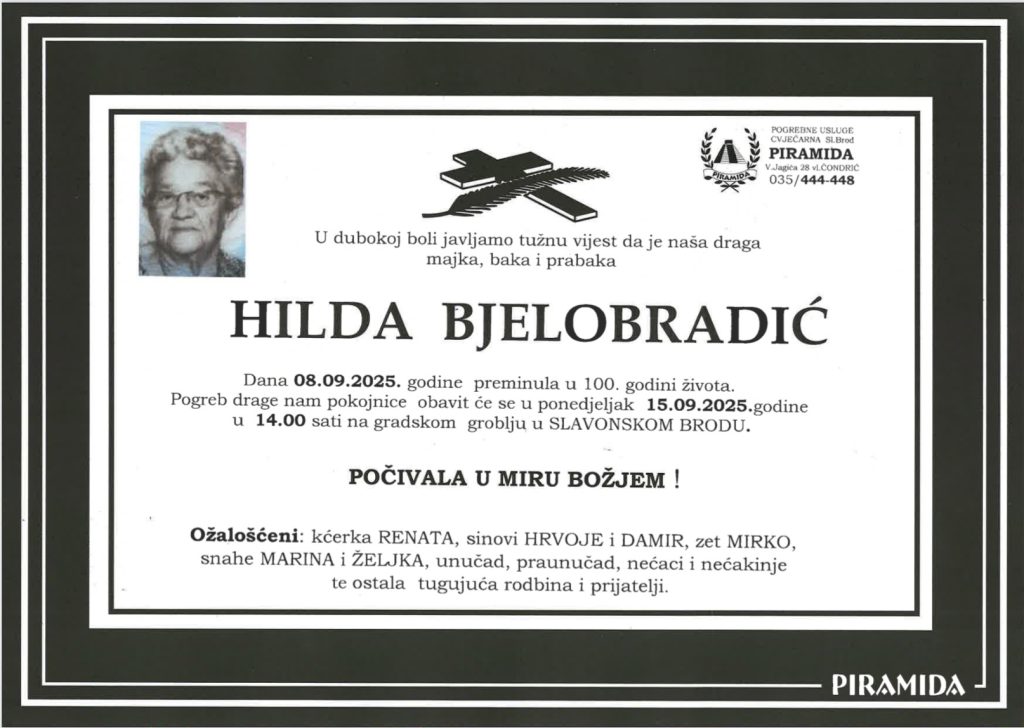 POGREBNE USLUGE
CVJEĆARNA Sl.Brod
PIRAMIDA
V.Jagića 28 vl.ČONDRIĆ
035/444-448
PIRAMIDA
U dubokoj boli javljamo tužnu vijest da je naša draga
majka, baka i prabaka
HILDA BJELOBRADIĆ
Dana 08.09.2025. godine preminula u 100. godini života.
Pogreb drage nam pokojnice obavit će se u ponedjeljak 15.09.2025.godine
u 14.00 sati na gradskom groblju u SLAVONSKOM BRODU.
POČIVALA U MIRU BOŽJEM !
Ožalošćeni: kćerka RENATA, sinovi HRVOJE i DAMIR, zet MIRKO,
snahe MARINA i ŽELJKA, unučad, praunučad, nećaci i nećakinje
te ostala tugujuća rodbina i prijatelji.
PIRAMIDA